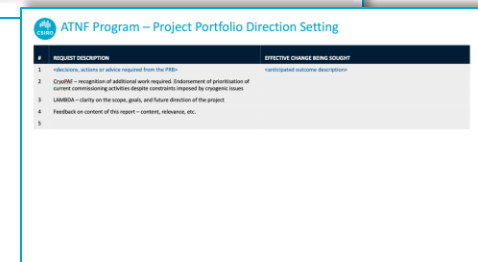 CSIRO
ATNF Program – Project Portfolio Direction Setting
# REQUEST DESCRIPTION EFFECTIVE CHANGE BEING SOUGHT
1 <decisions, actions or advice required from the PRB> <anticipated outcome description>
2 CryoPAF – recognition of additional work required. Endorsement of prioritisation of
current commissioning activities despite constraints imposed by cryogenic issues
3 LAMBDA – clarity on the scope, goals, and future direction of the project
4 Feedback on content of this report – content, relevance, etc.
5